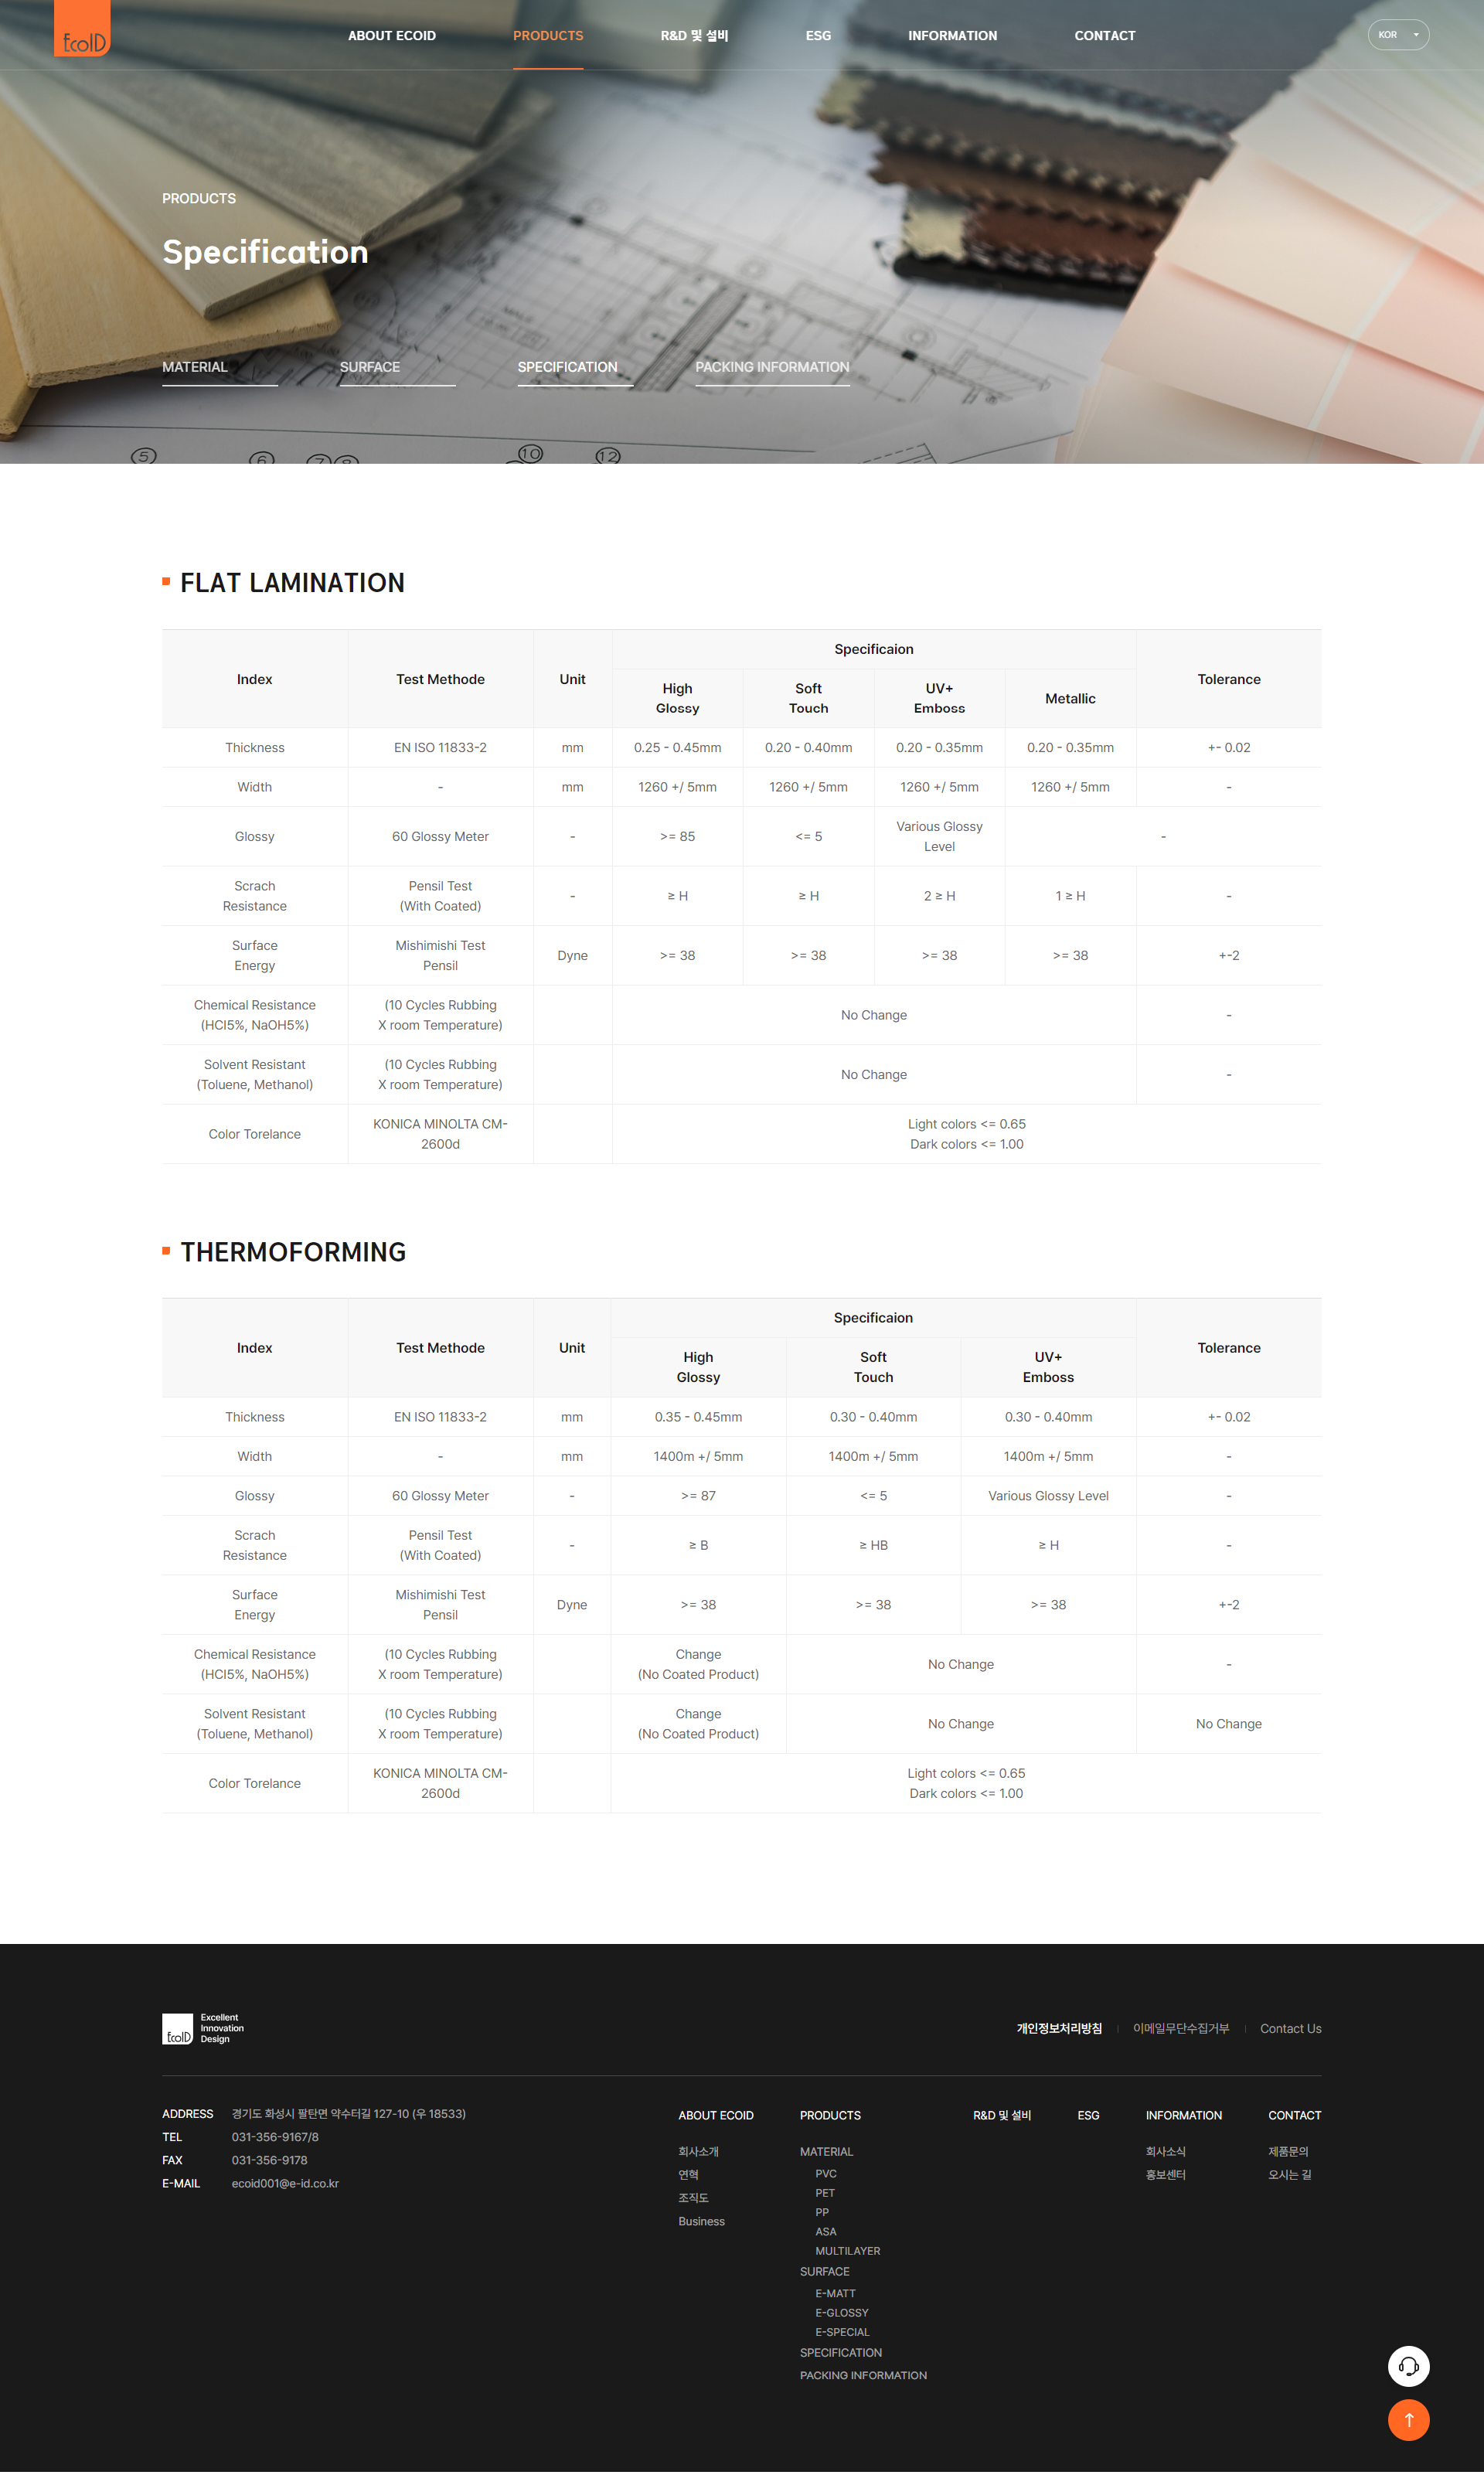 EcoID
ABOUT ECOID
PRODUCTS
R&D 및 설비
ESG
INFORMATION
CONTACT
KOR
PRODUCTS
Specification
MATERIAL
SURFACE
SPECIFICATION
PACKING INFORMATION
5
6
7
8
10
12
FLAT LAMINATION
Index
Test Methode
Unit
Specificaion
Tolerance
High
Glossy
Soft
Touch
UV+
Emboss
Metallic
Thickness
EN ISO 11833-2
mm
0.25 - 0.45mm
0.20 - 0.40mm
0.20 - 0.35mm
0.20 - 0.35mm
+- 0.02
Width
-
mm
1260 +/ 5mm
1260 +/ 5mm
1260 +/ 5mm
1260 +/ 5mm
-
Glossy
60 Glossy Meter
-
>= 85
<= 5
Various Glossy
Level
-
Scrach
Resistance
Pensil Test
(With Coated)
-
≥ H
≥ H
2 ≥ H
1 ≥ H
-
Surface
Energy
Mishimishi Test
Pensil
Dyne
>= 38
>= 38
>= 38
>= 38
+-2
Chemical Resistance
(HCI5%, NaOH5%)
(10 Cycles Rubbing
X room Temperature)
No Change
-
Solvent Resistant
(Toluene, Methanol)
(10 Cycles Rubbing
X room Temperature)
No Change
-
Color Torelance
KONICA MINOLTA CM-
2600d
Light colors <= 0.65
Dark colors <= 1.00
THERMOFORMING
Index
Test Methode
Unit
Specificaion
Tolerance
High
Glossy
Soft
Touch
UV+
Emboss
Thickness
EN ISO 11833-2
mm
0.35 - 0.45mm
0.30 - 0.40mm
0.30 - 0.40mm
+- 0.02
Width
-
mm
1400m +/ 5mm
1400m +/ 5mm
1400m +/ 5mm
-
Glossy
60 Glossy Meter
-
>= 87
<= 5
Various Glossy Level
-
Scrach
Resistance
Pensil Test
(With Coated)
-
≥ B
≥ HB
≥ H
-
Surface
Energy
Mishimishi Test
Pensil
Dyne
>= 38
>= 38
>= 38
+-2
Chemical Resistance
(HCI5%, NaOH5%)
(10 Cycles Rubbing
X room Temperature)
Change
(No Coated Product)
No Change
-
Solvent Resistant
(Toluene, Methanol)
(10 Cycles Rubbing
X room Temperature)
Change
(No Coated Product)
No Change
No Change
Color Torelance
KONICA MINOLTA CM-
2600d
Light colors <= 0.65
Dark colors <= 1.00
EcoID
Excellent
Innovation
Design
개인정보처리방침
이메일무단수집거부
Contact Us
ADDRESS 경기도 화성시 팔탄면 약수터길 127-10 (우 18533)
TEL 031-356-9167/8
FAX 031-356-9178
E-MAIL ecoid001@e-id.co.kr
ABOUT ECOID
회사소개
연혁
조직도
Business
PRODUCTS
MATERIAL
PVC
PET
PP
ASA
MULTILAYER
SURFACE
E-MATT
E-GLOSSY
E-SPECIAL
SPECIFICATION
PACKING INFORMATION
R&D 및 설비
ESG
INFORMATION
회사소식
홍보센터
CONTACT
제품문의
오시는 길